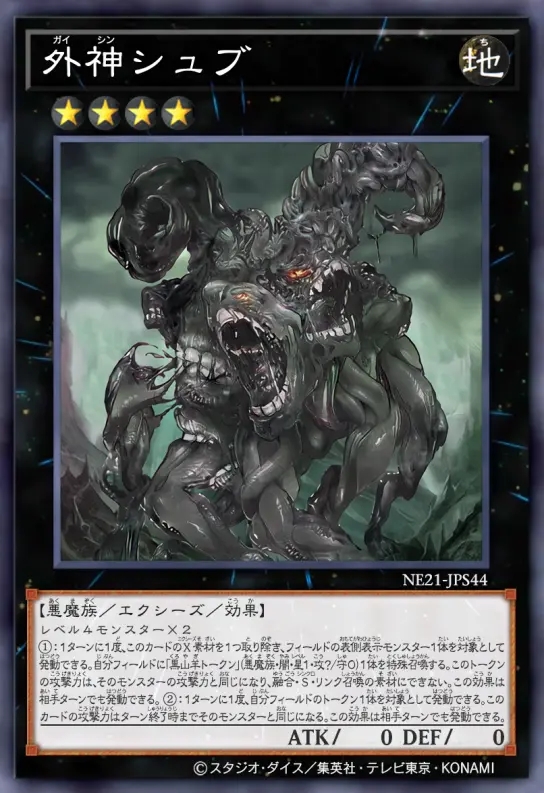 外神シュブ
ガイ シン
地
ち
NE21-JPS44
【悪魔族／エクシーズ／効果】
レベル４モンスター×２
①:1ターンに1度、このカードのX素材を1つ取り除き、フィールドの表側表示モンスター1体を対象として
発動できる。自分フィールドに「黒山羊トークン」(悪魔族・闇・星1・攻?/守0)1体を特殊召喚する。このトークン
の攻撃力は、そのモンスターの攻撃力と同じになり、融合・S・リンク召喚の素材にできない。この効果は
相手ターンでも発動できる。②:1ターンに1度、自分フィールドのトークン1体を対象として発動できる。この
カードの攻撃力はターン終了時までそのモンスターと同じになる。この効果は相手ターンでも発動できる。
ATK/ 0 DEF/ 0
©スタジオ・ダイス/集英社・テレビ東京・KONAMI